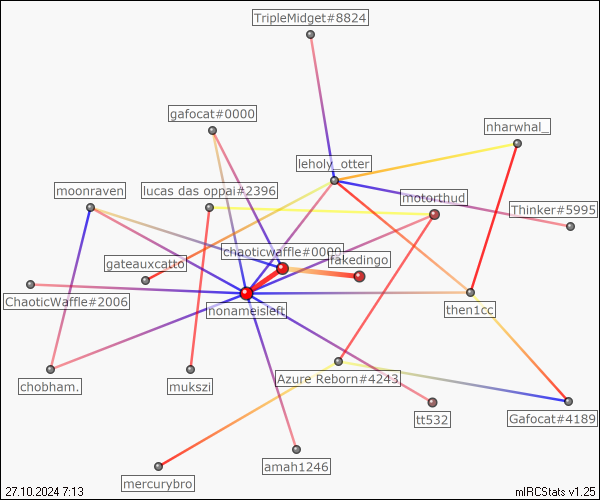 TripleMidget#8824
gafocat#0000
nharwhal_
leholy_otter
moonraven
lucas das oppai#2396
motorthud
Thinker#5995
chaoticwaffle#0000
fakedingo
gateauxcatto
ChaoticWaffle#2006
nonameisleft
then1cc
Azure Reborn#4243
chobham.
mukszi
tt532
Gafocat#4189
amah1246
mercurybro
27.10.2024 7:13
mIRCStats v1.25